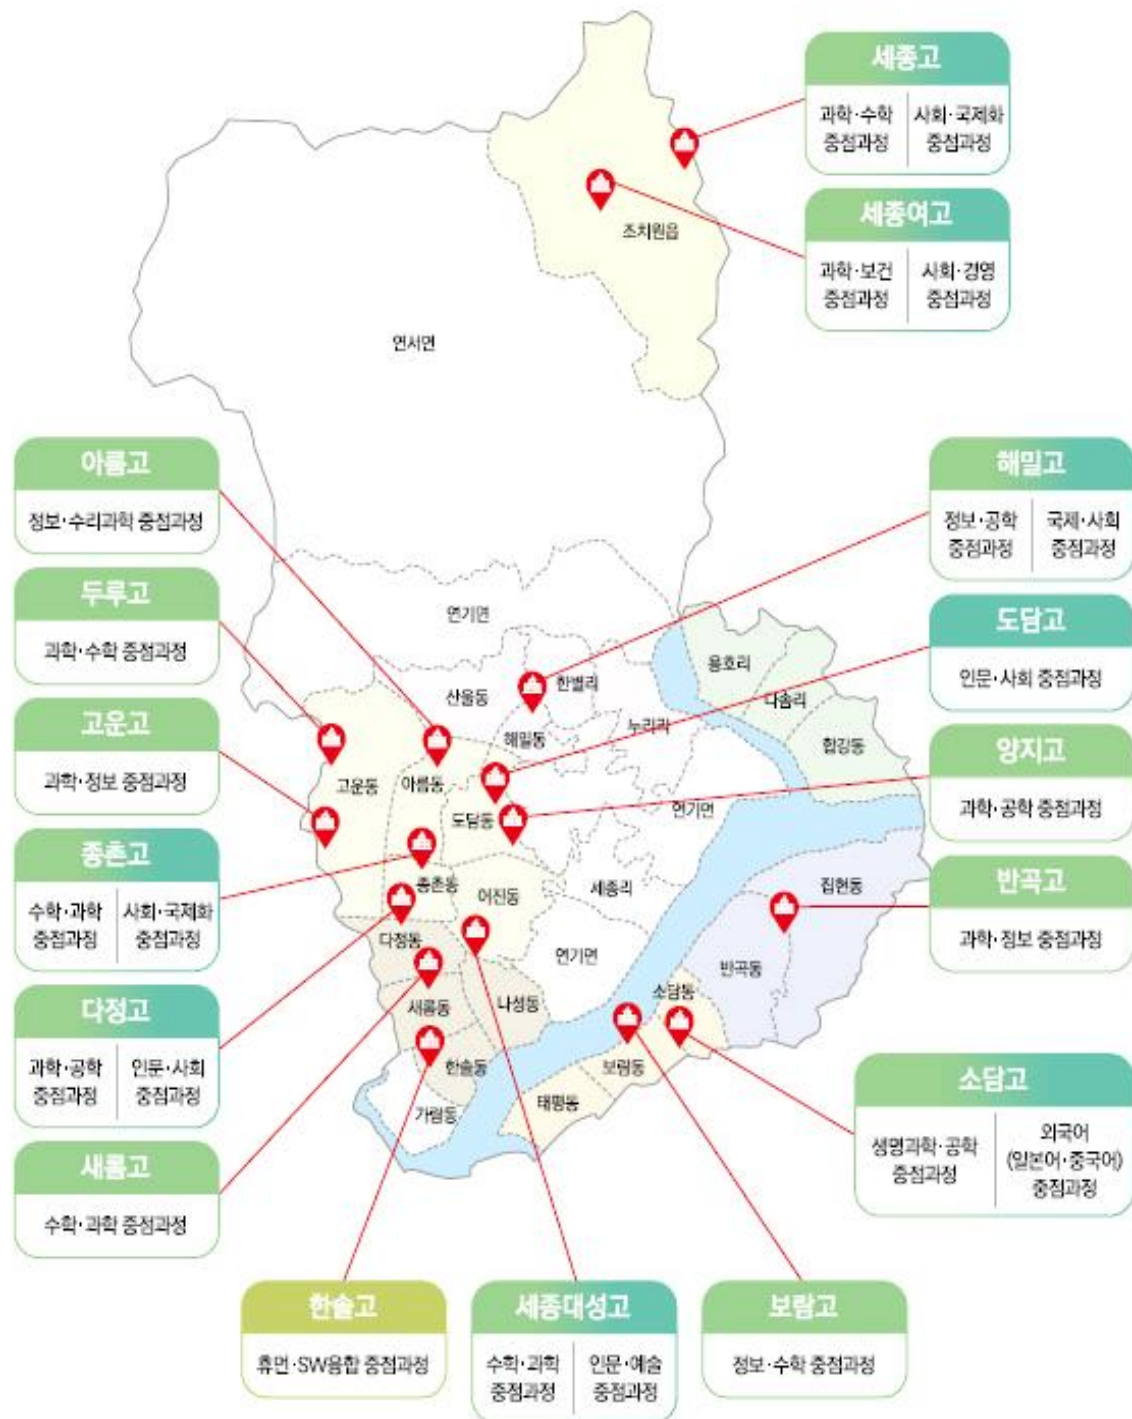 세종고
과학·수학
중점과정
사회·국제화
중점과정
세종여고
과학·보건
중점과정
사회·경영
중점과정
조치원읍
연서면
아름고
정보·수리과학 중점과정
해밀고
정보·공학
중점과정
국제·사회
중점과정
두루고
과학·수학 중점과정
도담고
인문·사회 중점과정
고운고
과학·정보 중점과정
양지고
과학·공학 중점과정
종촌고
수학·과학
중점과정
사회·국제화
중점과정
반곡고
과학·정보 중점과정
다정고
과학·공학
중점과정
인문·사회
중점과정
소담고
생명과학·공학
중점과정
외국어
(일본어·중국어)
중점과정
새롬고
수학·과학 중점과정
연기면
용호리
산울동
한별리
다솜리
누리리
해밀동
합강동
고운동
아름동
도담동
연기면
종촌동
어진동
세종리
집현동
다정동
연기면
반곡동
새롬동
나성동
소담동
한솔동
보람동
가람동
태평동
한솔고
휴먼·SW융합 중점과정
세종대성고
수학·과학
중점과정
인문·예술
중점과정
보람고
정보·수학 중점과정